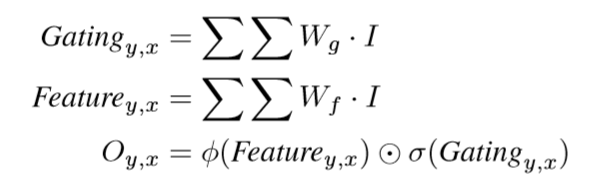 Gating_{y,x} = ∑∑ W_g · I
Feature_{y,x} = ∑∑ W_f · I
O_{y,x} = ϕ(Feature_{y,x}) ⊙ σ(Gating_{y,x})